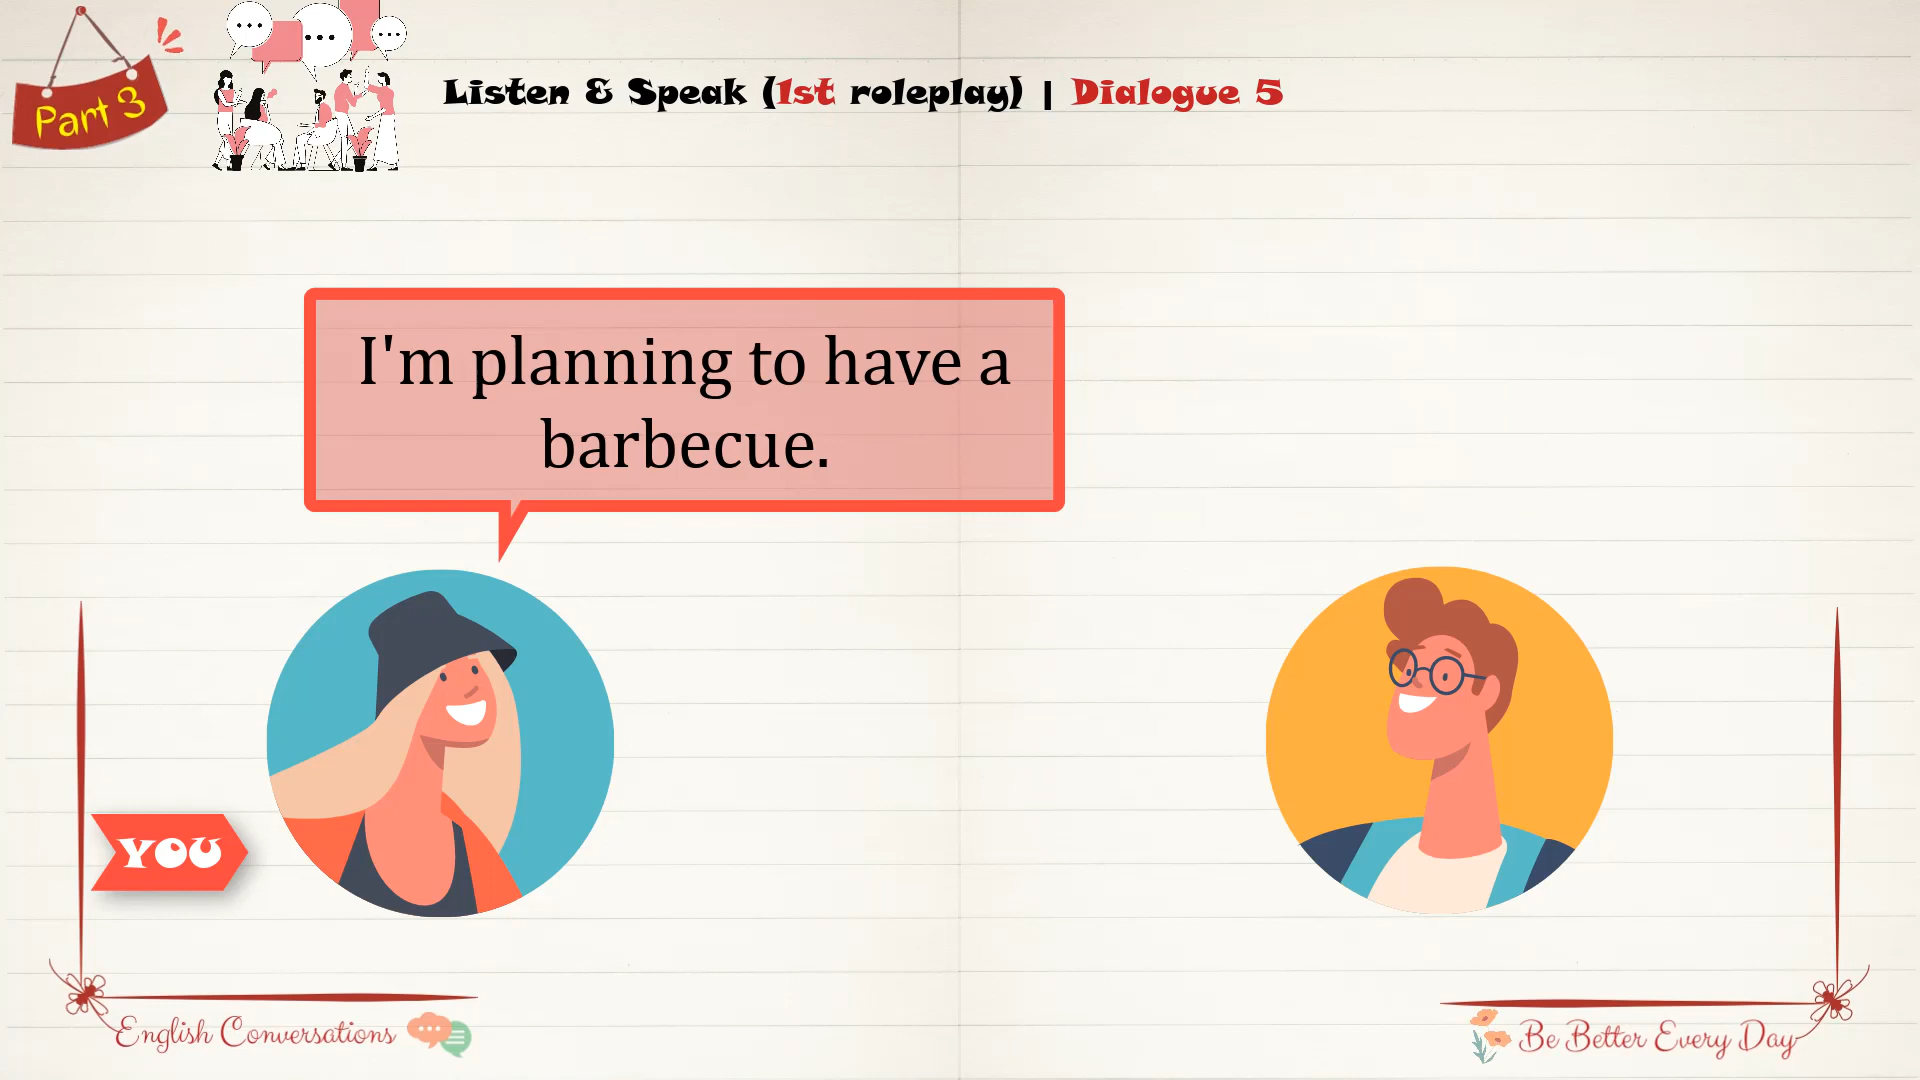 Part 3
Listen & Speak (1st roleplay) | Dialogue 5
I'm planning to have a
barbecue.
YOU
English Conversations
Be Better Every Day